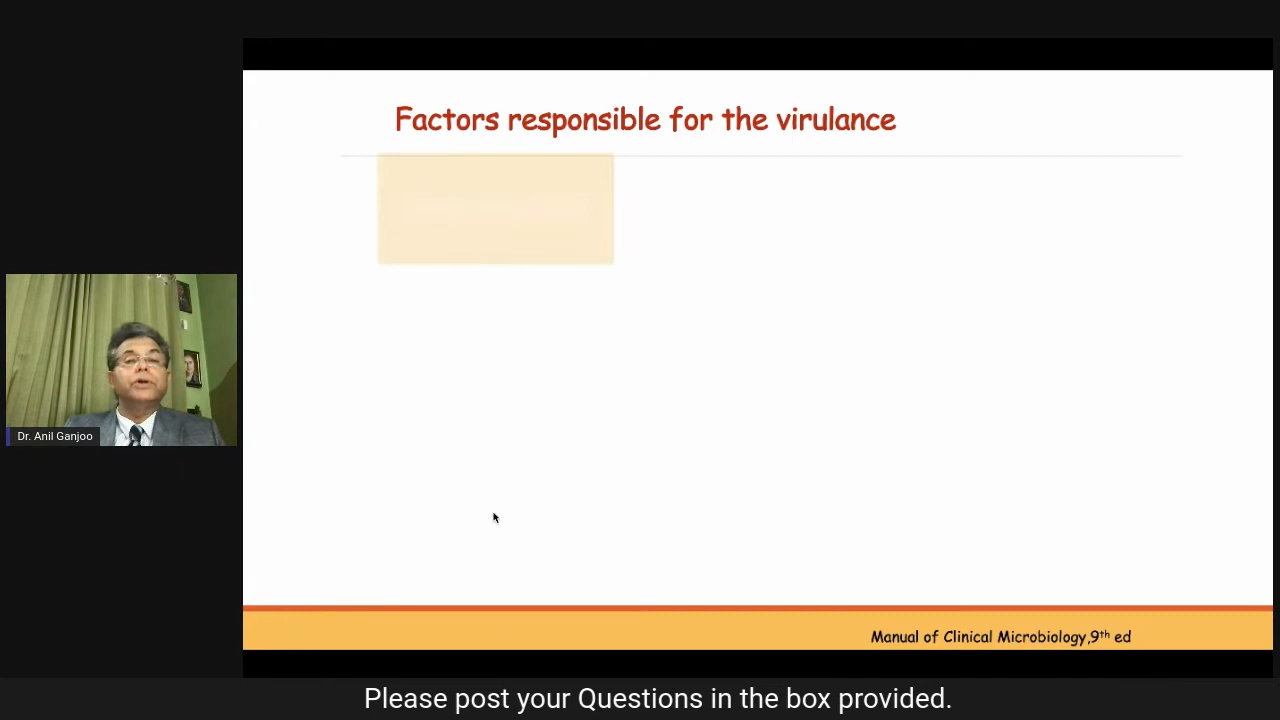 Factors responsible for the virulance
Dr. Anil Ganjoo
Manual of Clinical Microbiology,9th ed
Please post your Questions in the box provided.